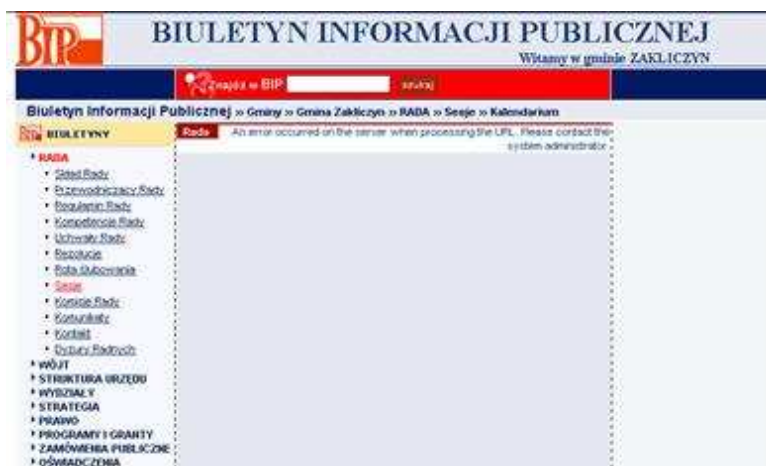 BIP
BIULETYN INFORMACJI PUBLICZNEJ
Witamy w gminie ZAKLICZYN
Znajdź w BIP
szukaj
Biuletyn Informacji Publicznej » Gminy » Gmina Zakliczyn » RADA » Sesje » Kalendarium
BIP BIULETYNY
Rada
An error occurred on the server when processing the URL. Please contact the
system administrator.
RADA
Skład Rady
Przewodniczący Rady
Regulamin Rady
Kompetencje Rady
Uchwały Rady
Rezolucje
Rota ślubowania
Sesje
Komisje Rady
Komunikaty
Kontakt
Dyżury Radnych
WÓJT
STRUKTURA URZĘDU
WYDZIAŁY
STRATEGIA
PRAWO
PROGRAMY I GRANTY
ZAMÓWIENIA PUBLICZNE
OŚWIADCZENIA